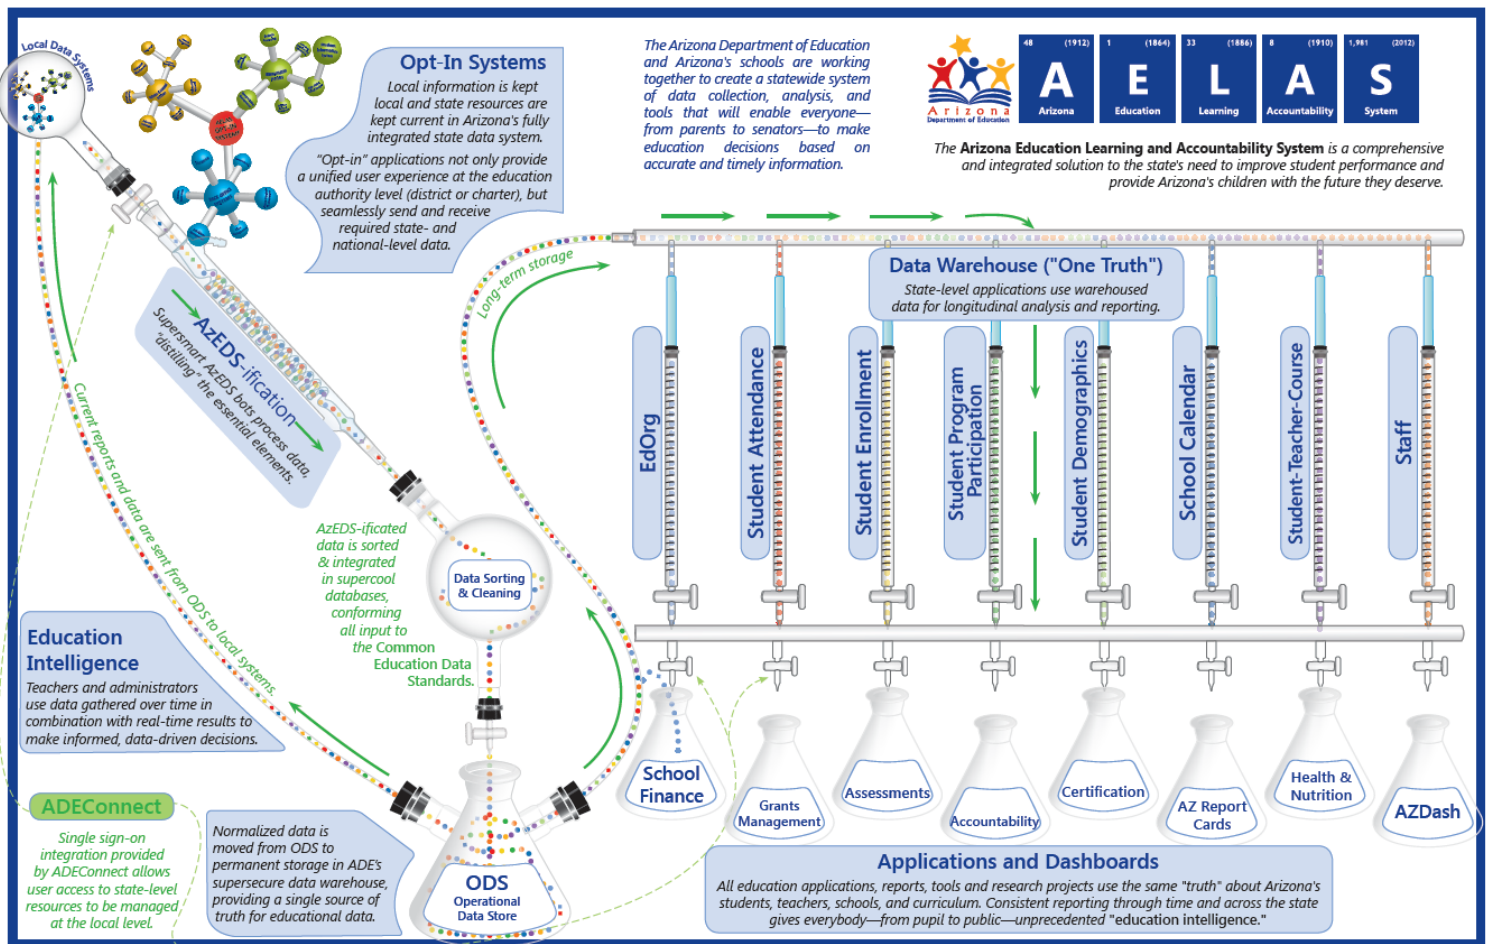 Local Data Systems
Opt-In Systems
Local information is kept
local and state resources are
kept current in Arizona's fully
integrated state data system.
"Opt-in" applications not only provide
a unified user experience at the education
authority level (district or charter), but
seamlessly send and receive
required state- and
national-level data.
The Arizona Department of Education
and Arizona's schools are working
together to create a statewide system
of data collection, analysis, and
tools that will enable everyone—
from parents to senators—to make
education decisions based on
accurate and timely information.
Arizona
Department of Education
48 (1912)
A
Arizona
1 (1864)
E
Education
33 (1886)
L
Learning
8 (1910)
A
Accountability
1,981 (2012)
S
System
The Arizona Education Learning and Accountability System is a comprehensive
and integrated solution to the state's need to improve student performance and
provide Arizona's children with the future they deserve.
AzEDS-ification
Supersmart AzEDS bots process data,
"distilling" the essential elements.
Long-term storage
Data Warehouse ("One Truth")
State-level applications use warehoused
data for longitudinal analysis and reporting.
EdOrg
Student Attendance
Student Enrollment
Student Program
Participation
Student Demographics
School Calendar
Student-Teacher-Course
Staff
Current reports and data are sent from ODS to local systems.
AzEDS-ificated
data is sorted
& integrated
in supercool
databases,
conforming
all input to
the Common
Education Data
Standards.
Data Sorting
& Cleaning
Education
Intelligence
Teachers and administrators
use data gathered over time in
combination with real-time results to
make informed, data-driven decisions.
ADEConnect
Single sign-on
integration provided
by ADEConnect allows
user access to state-level
resources to be managed
at the local level.
Normalized data is
moved from ODS to
permanent storage in ADE's
supersecure data warehouse,
providing a single source of
truth for educational data.
ODS
Operational
Data Store
School
Finance
Grants
Management
Assessments
Accountability
Certification
AZ Report
Cards
Health &
Nutrition
AZDash
Applications and Dashboards
All education applications, reports, tools and research projects use the same "truth" about Arizona's
students, teachers, schools, and curriculum. Consistent reporting through time and across the state
gives everybody—from pupil to public—unprecedented "education intelligence."